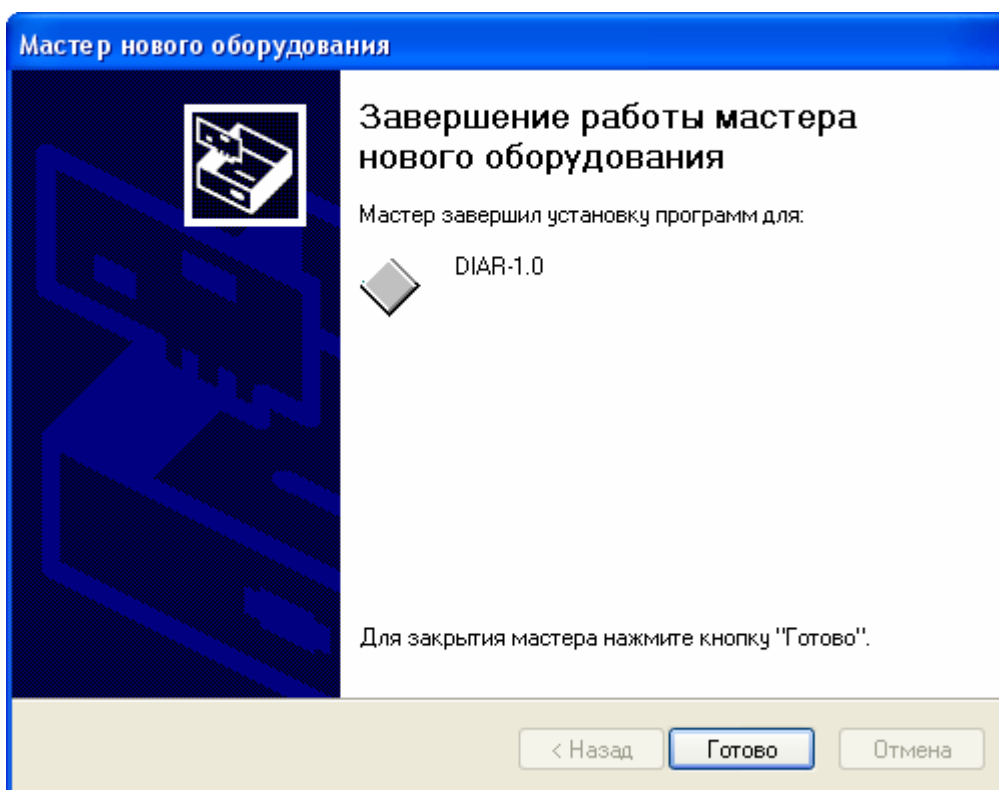 Мастер нового оборудования
Завершение работы мастера
нового оборудования
Мастер завершил установку программ для:
DIAR-1.0
Для закрытия мастера нажмите кнопку "Готово".
< Назад
Готово
Отмена